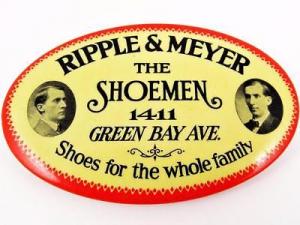 RIPPLE & MEYER
THE
SHOEMEN
1411
GREEN BAY AVE.
Shoes for the whole family